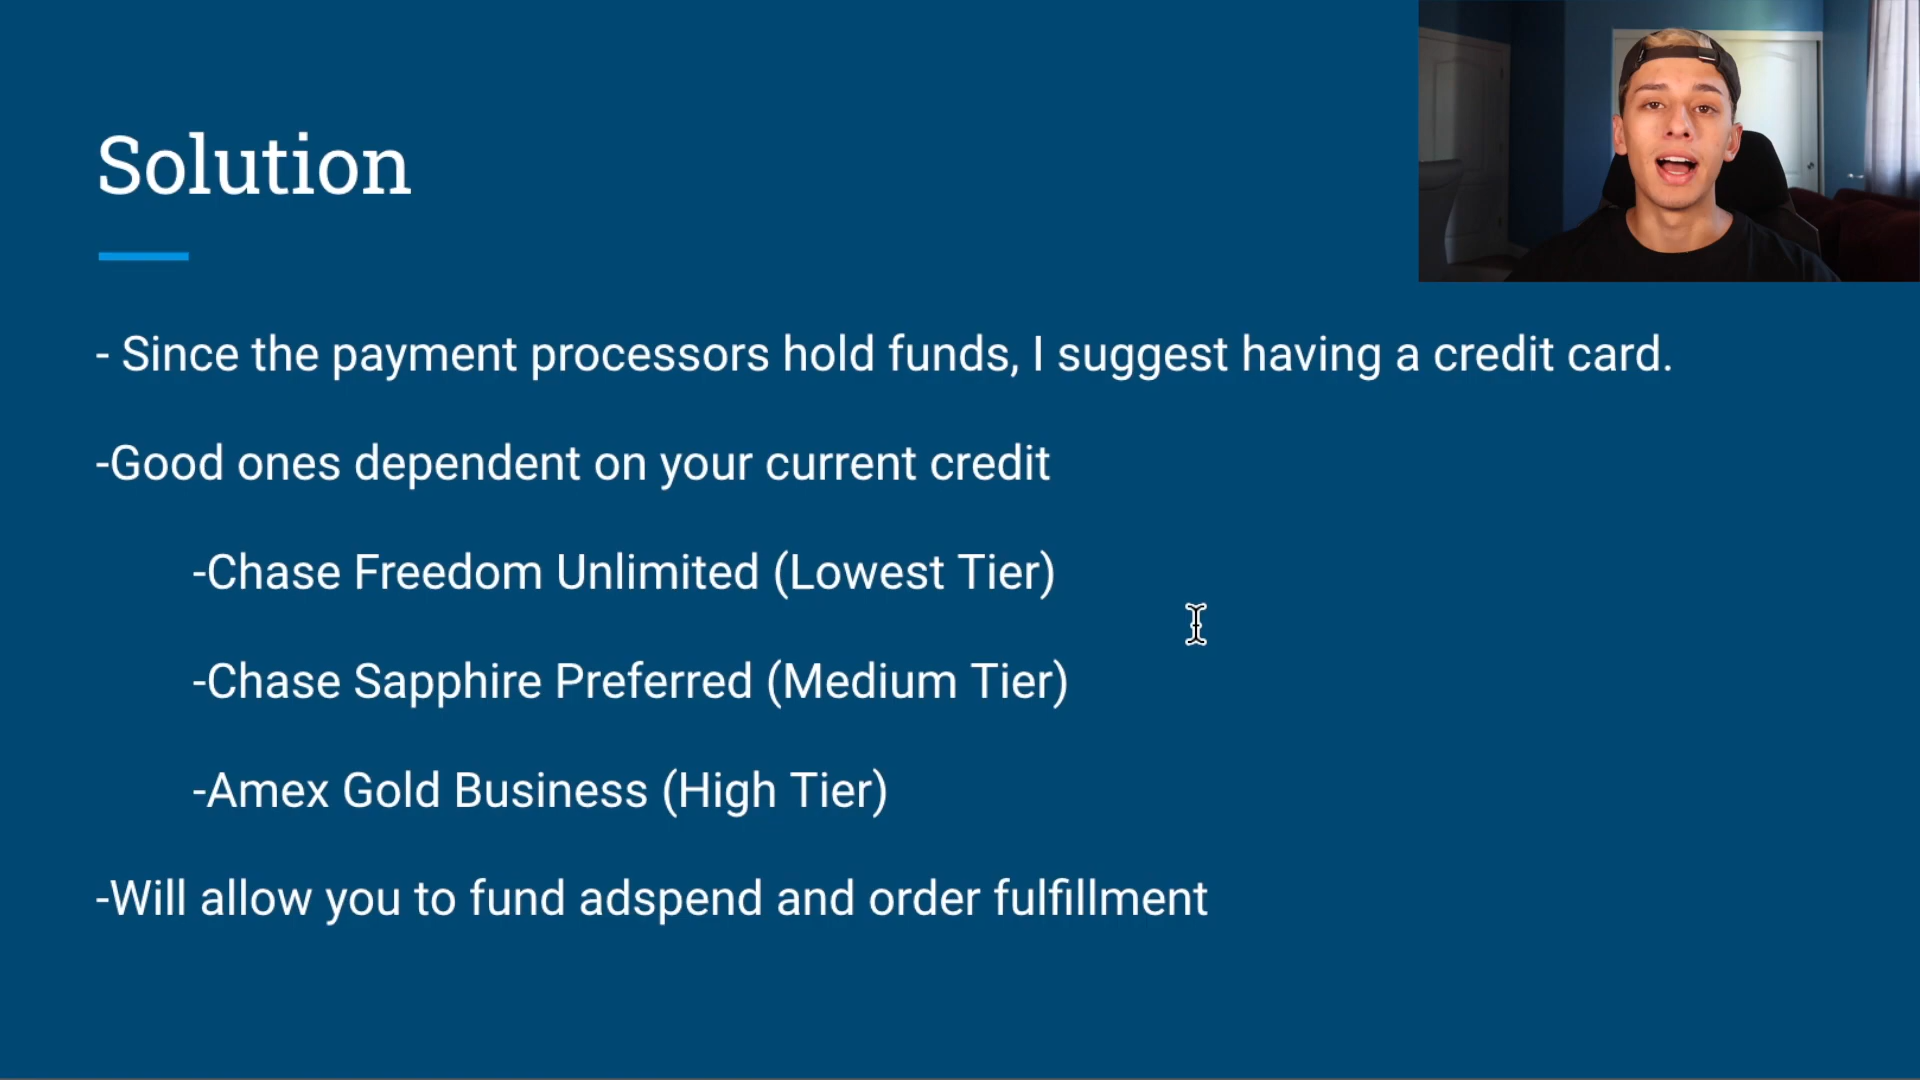 Solution
- Since the payment processors hold funds, I suggest having a credit card.
-Good ones dependent on your current credit
-Chase Freedom Unlimited (Lowest Tier)
-Chase Sapphire Preferred (Medium Tier)
-Amex Gold Business (High Tier)
-Will allow you to fund adspend and order fulfillment